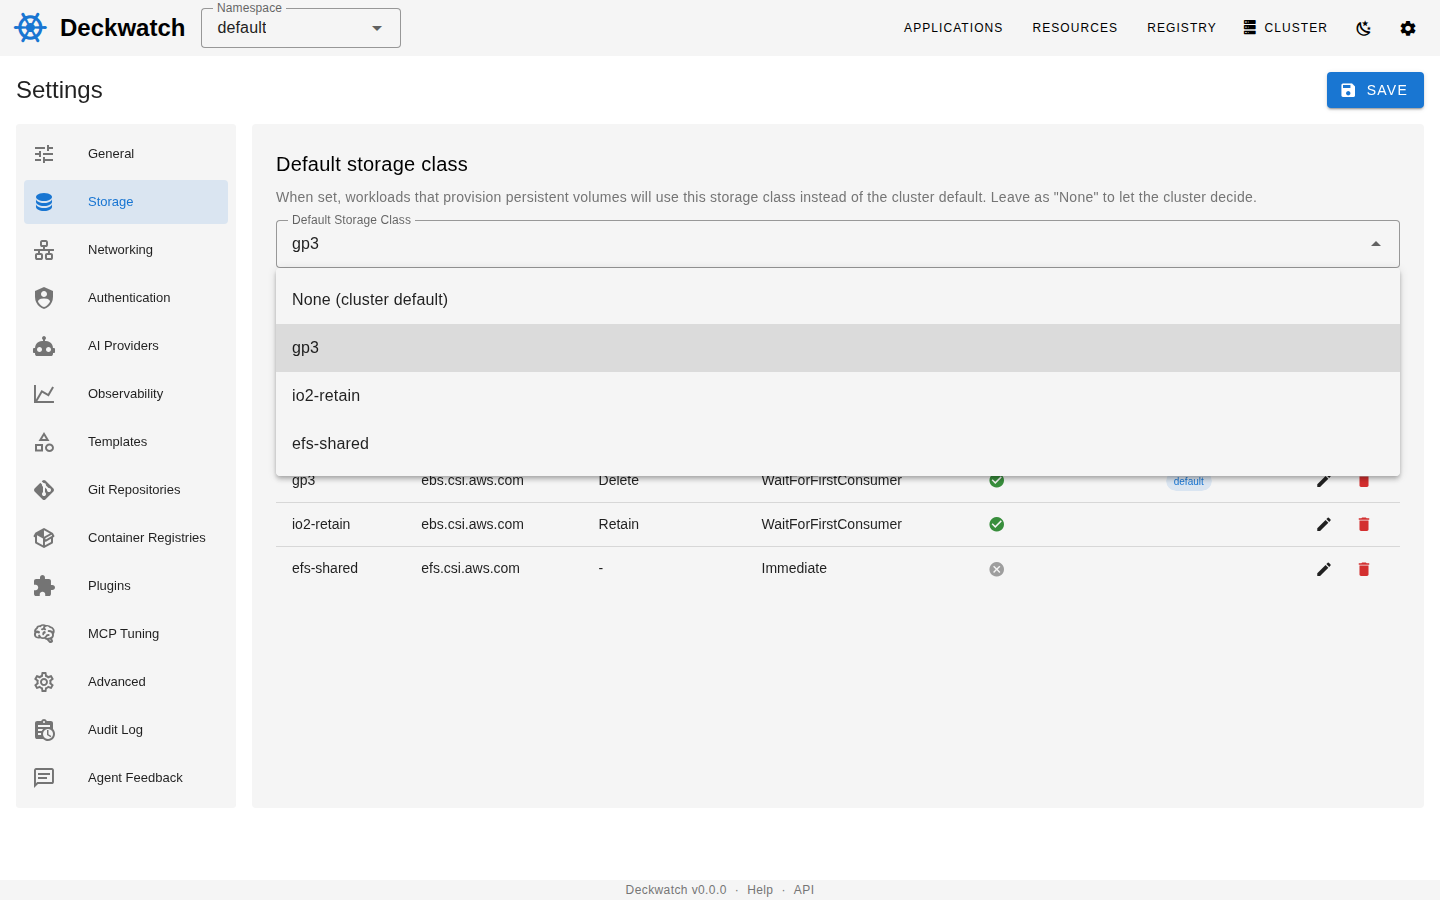 Deckwatch
Namespace
default
APPLICATIONS
RESOURCES
REGISTRY
CLUSTER
Settings
SAVE
General
Storage
Networking
Authentication
AI Providers
Observability
Templates
Git Repositories
Container Registries
Plugins
MCP Tuning
Advanced
Audit Log
Agent Feedback
Default storage class
When set, workloads that provision persistent volumes will use this storage class instead of the cluster default. Leave as "None" to let the cluster decide.
Default Storage Class
gp3
None (cluster default)
gp3
io2-retain
efs-shared
gp3 ebs.csi.aws.com Delete WaitForFirstConsumer default
io2-retain ebs.csi.aws.com Retain WaitForFirstConsumer
efs-shared efs.csi.aws.com - Immediate
Deckwatch v0.0.0 · Help · API